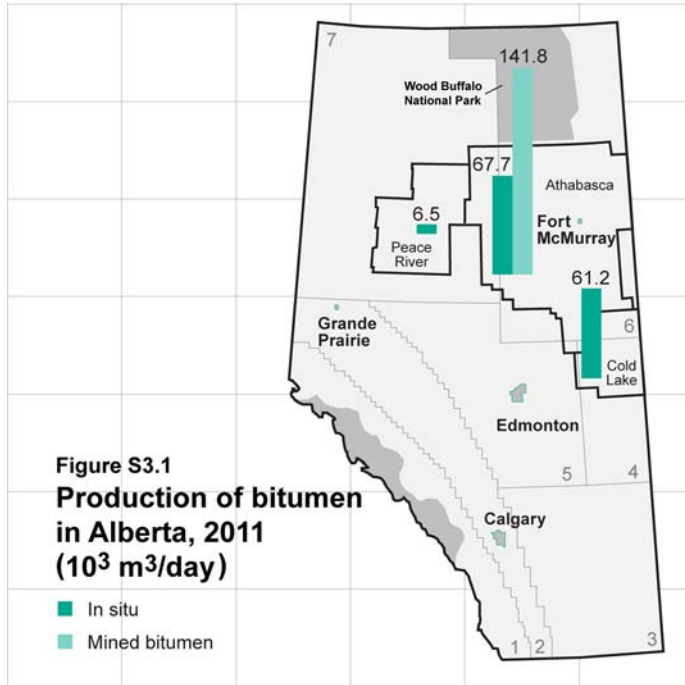 7
141.8
Wood Buffalo
National Park
67.7
Athabasca
6.5
Fort
McMurray
Peace
River
61.2
Grande
Prairie
6
Cold
Lake
Edmonton
Figure S3.1
Production of bitumen
in Alberta, 2011
(10³ m³/day)
5
4
Calgary
In situ
Mined bitumen
1
2
3